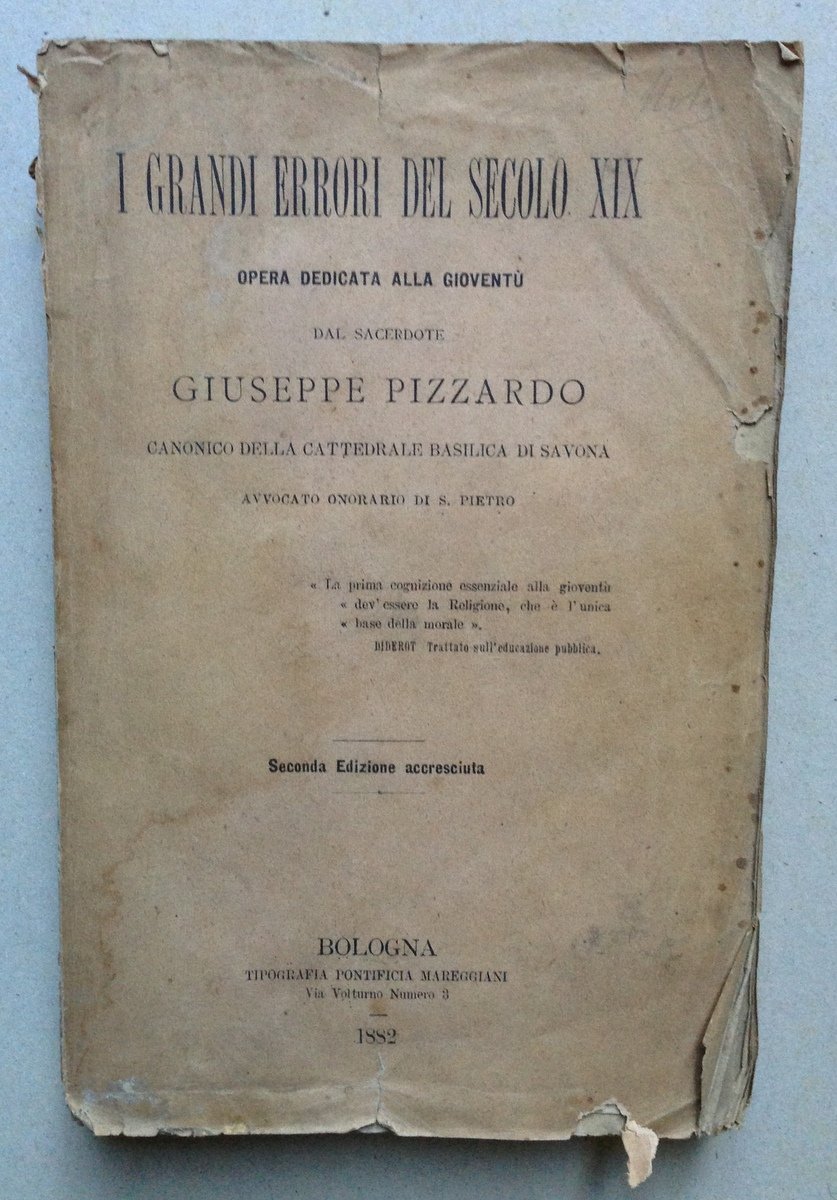 I GRANDI ERRORI DEL SECOLO XIX
OPERA DEDICATA ALLA GIOVENTÙ
DAL SACERDOTE
GIUSEPPE PIZZARDO
CANONICO DELLA CATTEDRALE BASILICA DI SAVONA
AVVOCATO ONORARIO DI S. PIETRO
« La prima cognizione essenziale alla gioventù
« dev'essere la Religione, che è l'unica
« base della morale ».
DIDEROT Trattato sull'educazione pubblica.
Seconda Edizione accresciuta
BOLOGNA
TIPOGRAFIA PONTIFICIA MAREGGIANI
Via Volturno Numero 3
1882